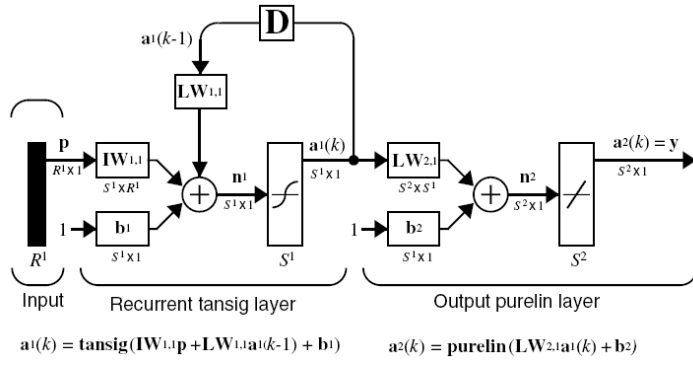 D
a¹(k-1)
LW1,1
p
R¹x1
IW1,1
S¹xR¹
n¹
S¹x1
a¹(k)
S¹x1
LW2,1
S²xS¹
n²
S²x1
a²(k) = y
S²x1
1
b1
S¹x1
1
b2
S¹x1
R¹
S¹
S²
Input
Recurrent tansig layer
Output purelin layer
a¹(k) = tansig(IW1,1p +LW1,1a¹(k-1) + b1)
a²(k) = purelin(LW2,1a¹(k) + b2)